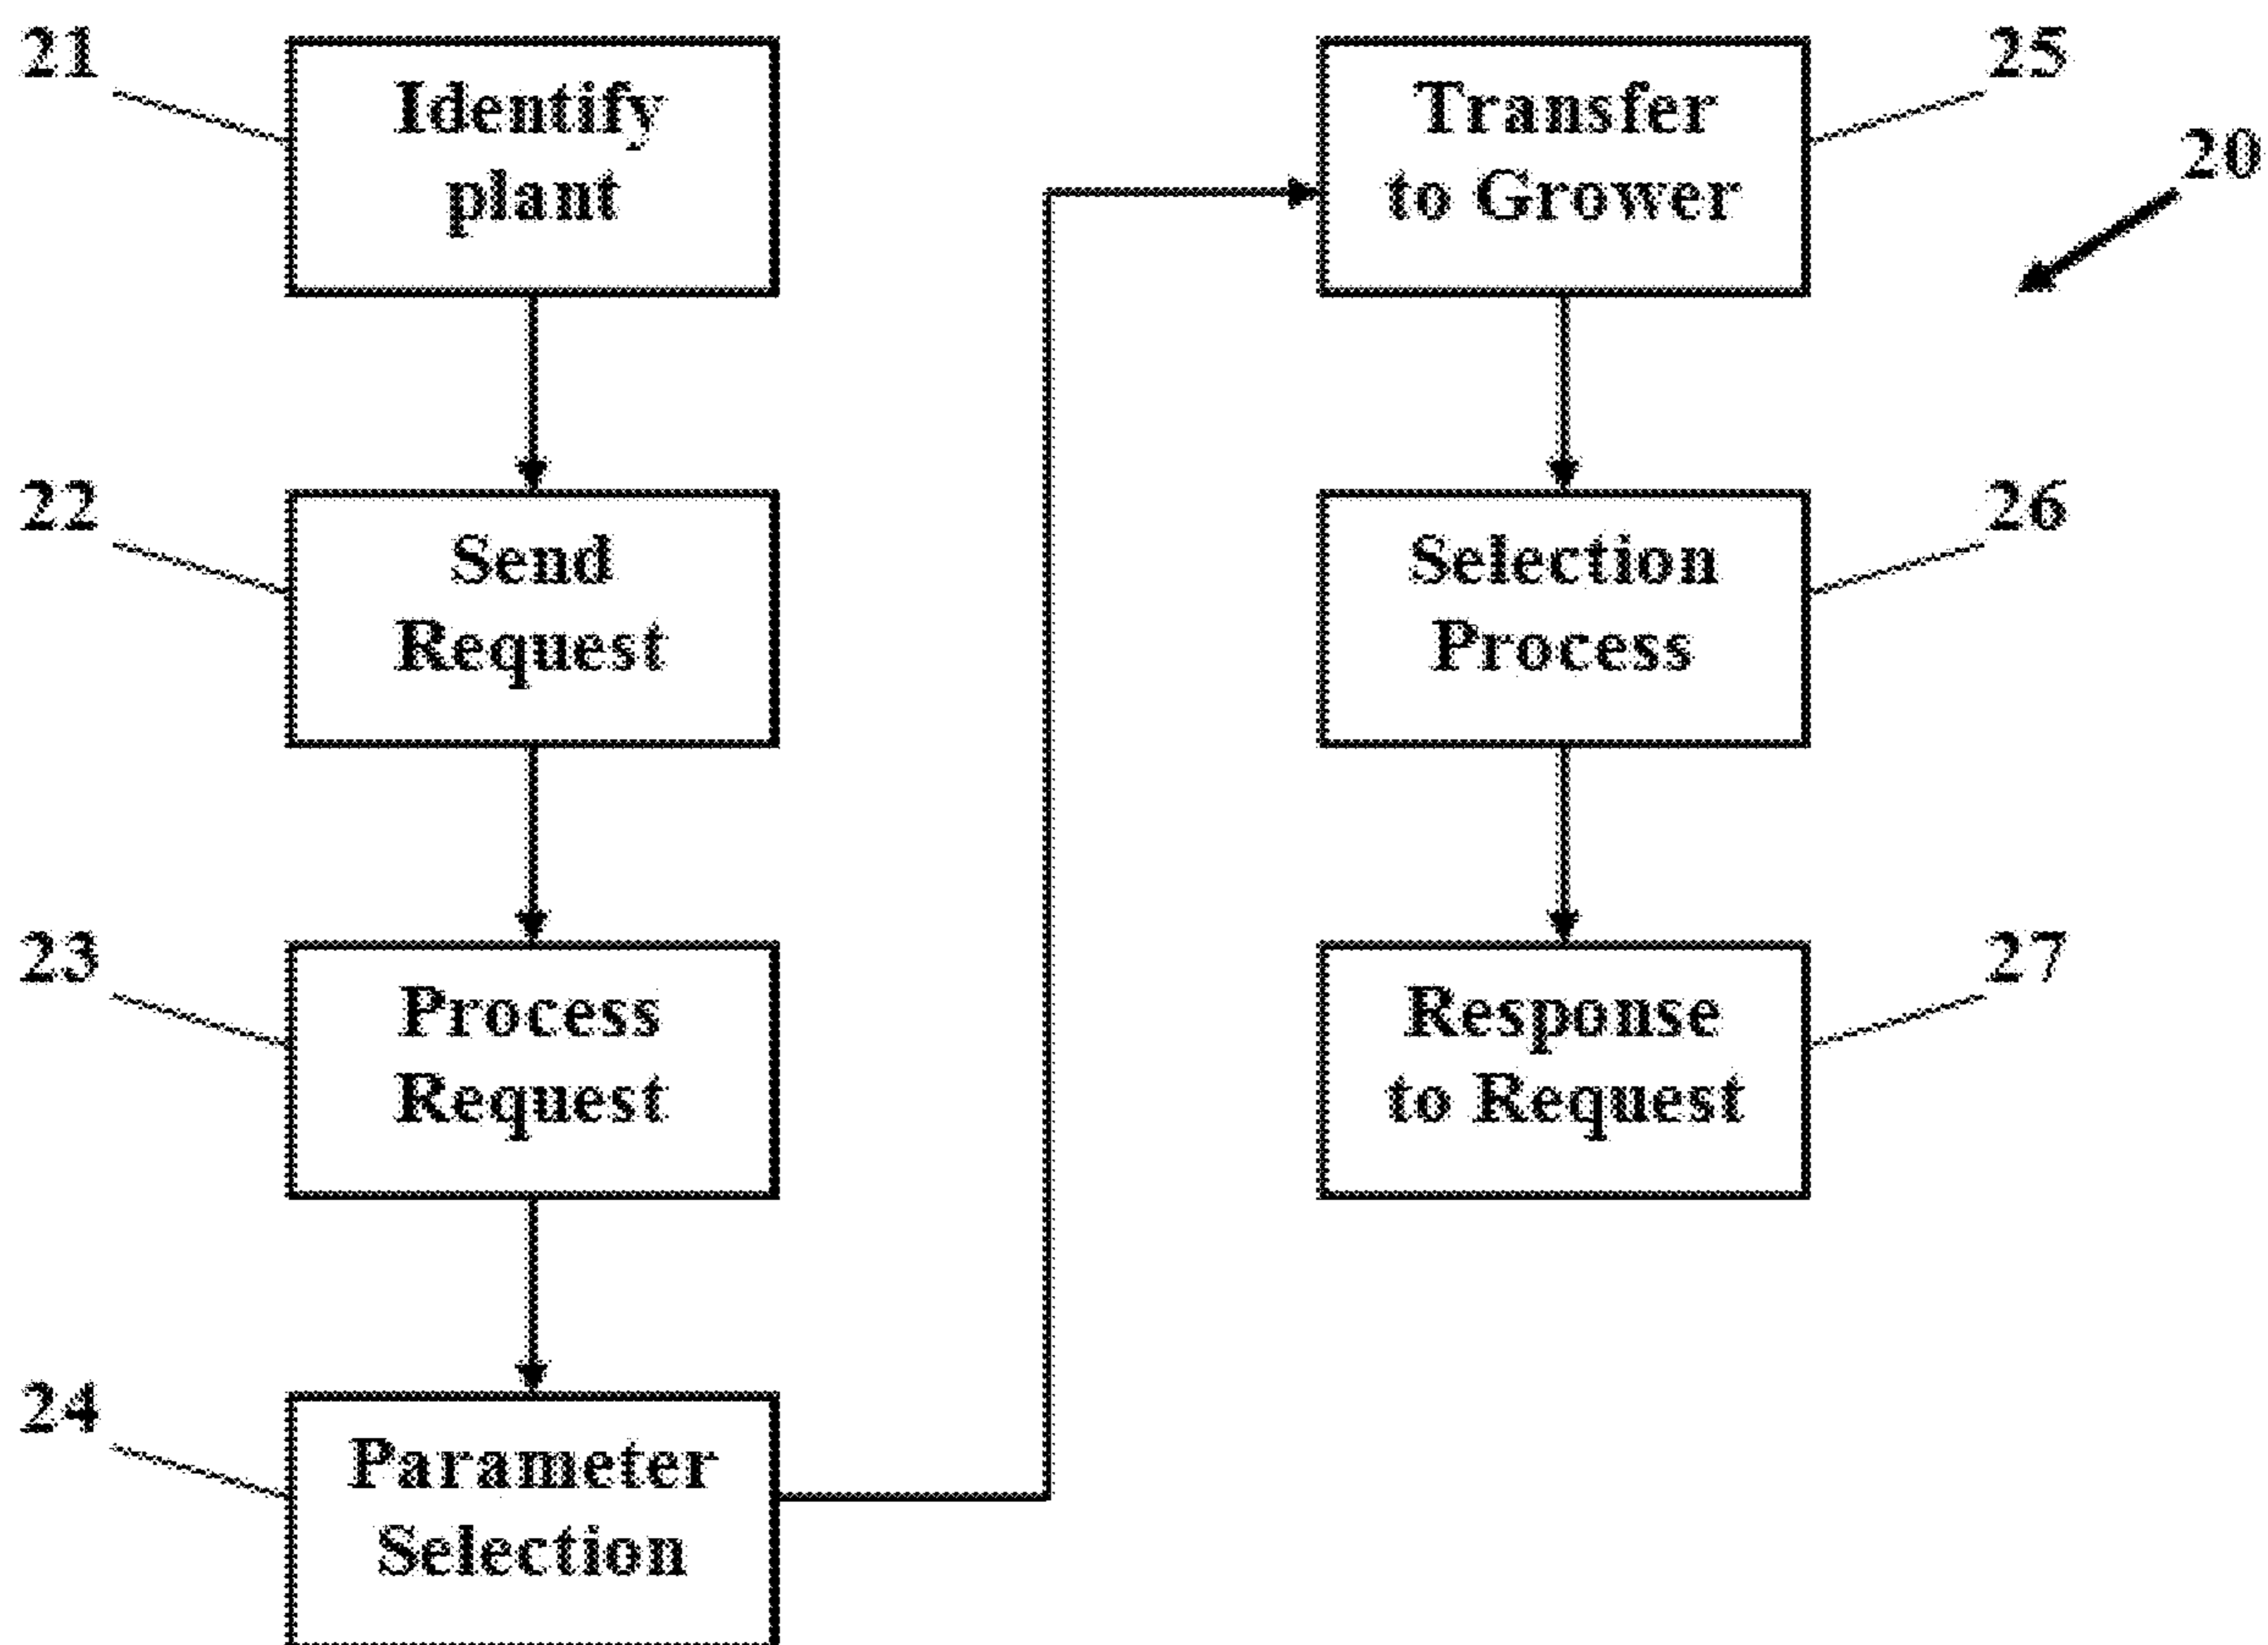 21
Identify
plant
22
Send
Request
23
Process
Request
24
Parameter
Selection
25
Transfer
to Grower
20
26
Selection
Process
27
Response
to Request